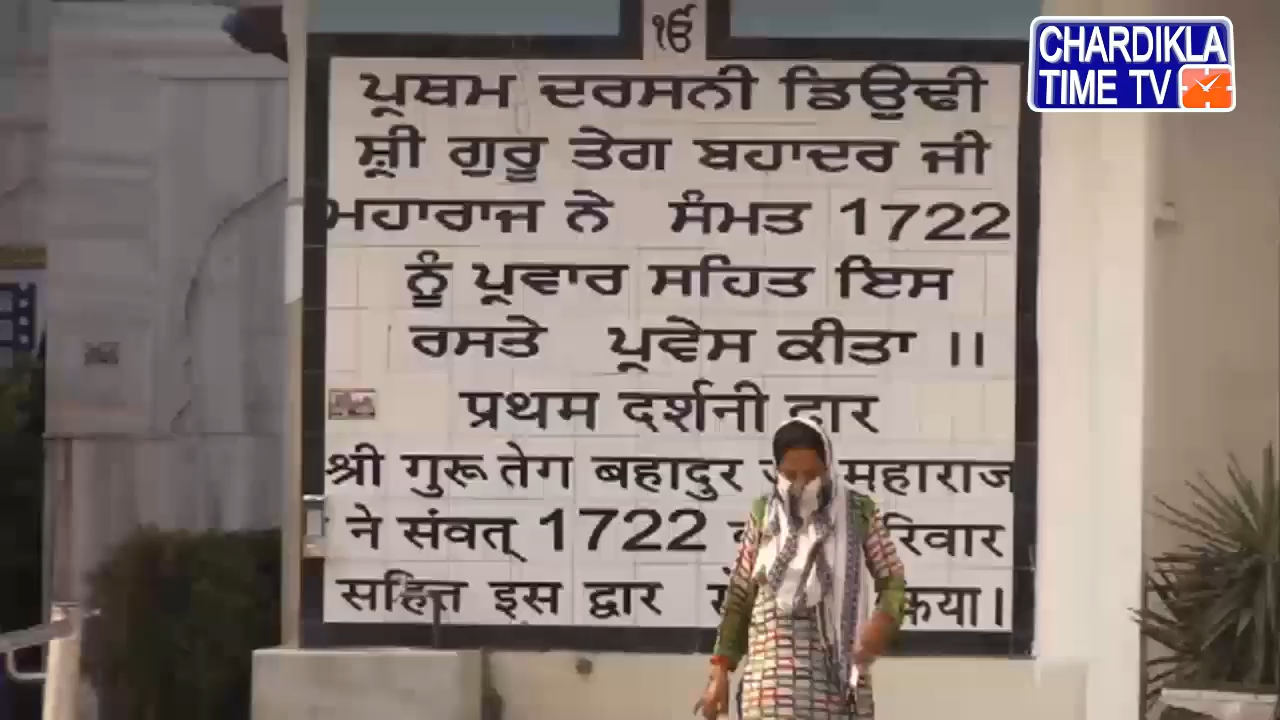 ੴ
CHARDIKLA
TIME TV
ਪ੍ਰਥਮ ਦਰਸਨੀ ਡਿਉਢੀ
ਸ਼੍ਰੀ ਗੁਰੂ ਤੇਗ ਬਹਾਦਰ ਜੀ
ਮਹਾਰਾਜ ਨੇ ਸੰਮਤ 1722
ਨੂੰ ਪ੍ਰਵਾਰ ਸਹਿਤ ਇਸ
ਰਸਤੇ ਪ੍ਰਵੇਸ ਕੀਤਾ ॥
प्रथम दर्शनी द्वार
श्री गुरू तेग बहादुर महाराज
ने संवत् 1722
सहित इस द्वार